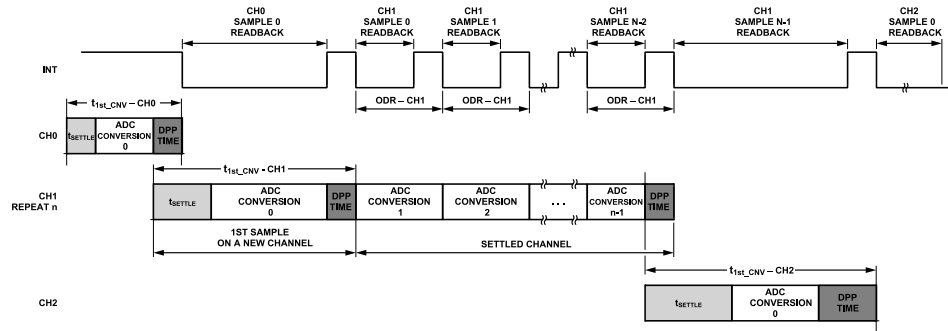 CH0
SAMPLE 0
READBACK
CH1
SAMPLE 0
READBACK
CH1
SAMPLE 1
READBACK
CH1
SAMPLE N-2
READBACK
CH1
SAMPLE N-1
READBACK
CH2 SAMPLE 0
READBACK
INT
ODR – CH1
ODR – CH1
ODR – CH1
t1st_CNV – CH0
CH0
tSETTLE
ADC
CONVERSION
0
DPP
TIME
t1st_CNV - CH1
CH1
REPEAT n
tSETTLE
ADC
CONVERSION
0
DPP
TIME
ADC
CONVERSION
1
ADC
CONVERSION
2
...
ADC
CONVERSION
n-1
DPP
TIME
1ST SAMPLE
ON A NEW CHANNEL
SETTLED CHANNEL
t1st_CNV – CH2
CH2
tSETTLE
ADC
CONVERSION
0
DPP
TIME